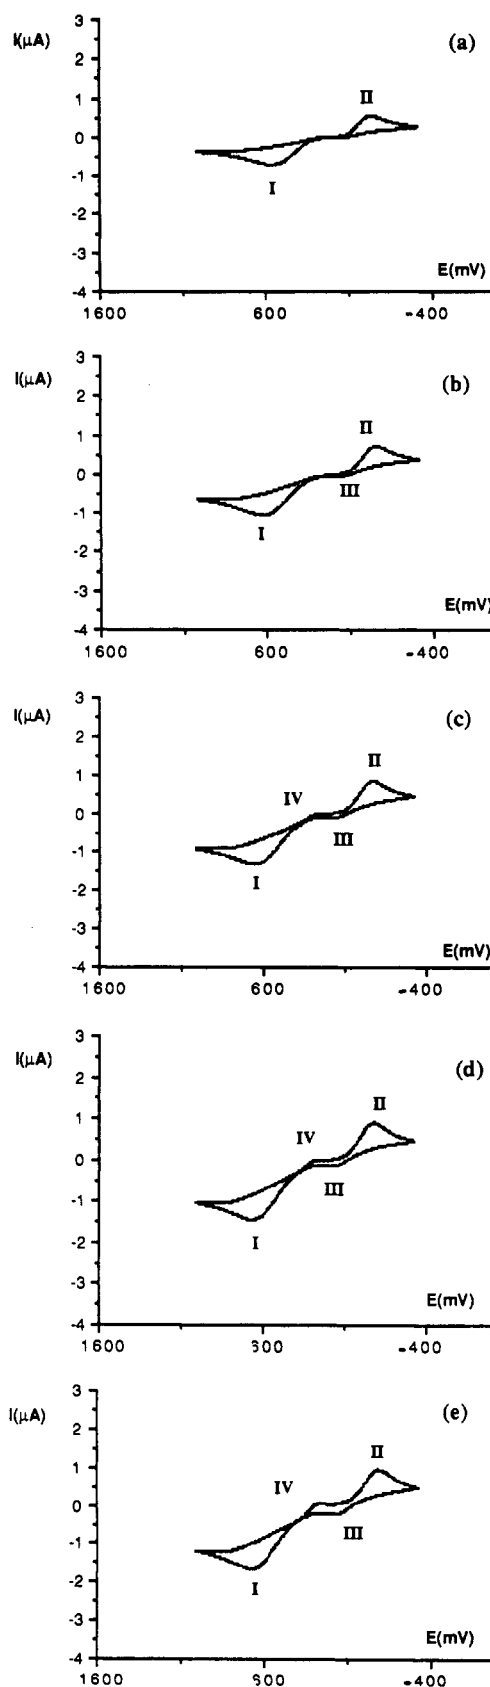 3
I(µA) (a)
2
II
1
0
-1
I
-2
-3
E(mV)
-4
1600 600 -400
3
I(µA) (b)
2
II
1
0
III
-1
I
-2
-3
E(mV)
-4
1600 600 -400
3
I(µA) (c)
2
II
1
IV
0
III
-1
I
-2
-3
E(mV)
-4
1600 600 -400
3
I(µA) (d)
2
II
1
IV
0
III
-1
I
-2
-3
E(mV)
-4
1600 600 -400
3
I(µA) (e)
2
II
1
IV
0
III
-1
I
-2
-3
E(mV)
-4
1600 600 -400